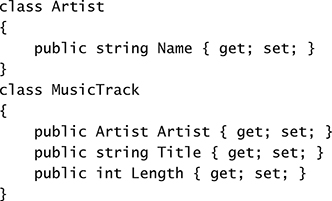 class Artist
{
    public string Name { get; set; }
}
class MusicTrack
{
    public Artist Artist { get; set; }
    public string Title { get; set; }
    public int Length { get; set; }
}